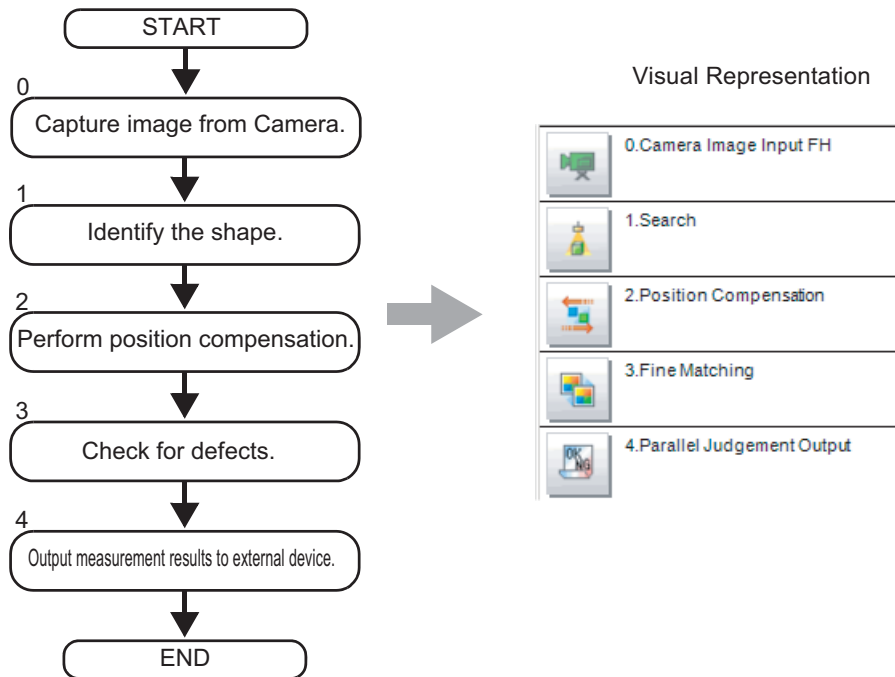 START
0
Capture image from Camera.
1
Identify the shape.
2
Perform position compensation.
3
Check for defects.
4
Output measurement results to external device.
END
Visual Representation
0.Camera Image Input FH
1.Search
2.Position Compensation
3.Fine Matching
4.Parallel Judgement Output
OK
NG